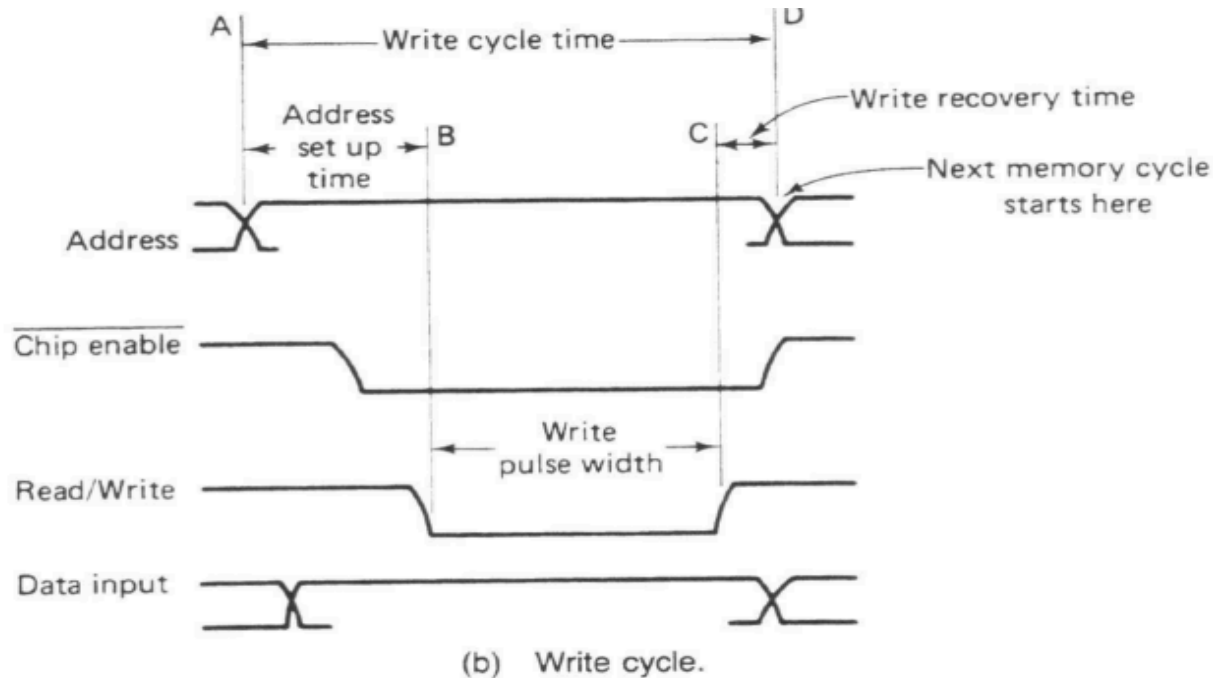 A
D
Write cycle time
Write recovery time
Address
set up
time
B
C
Next memory cycle
starts here
Address
Chip enable
Write
pulse width
Read/Write
Data input
(b) Write cycle.